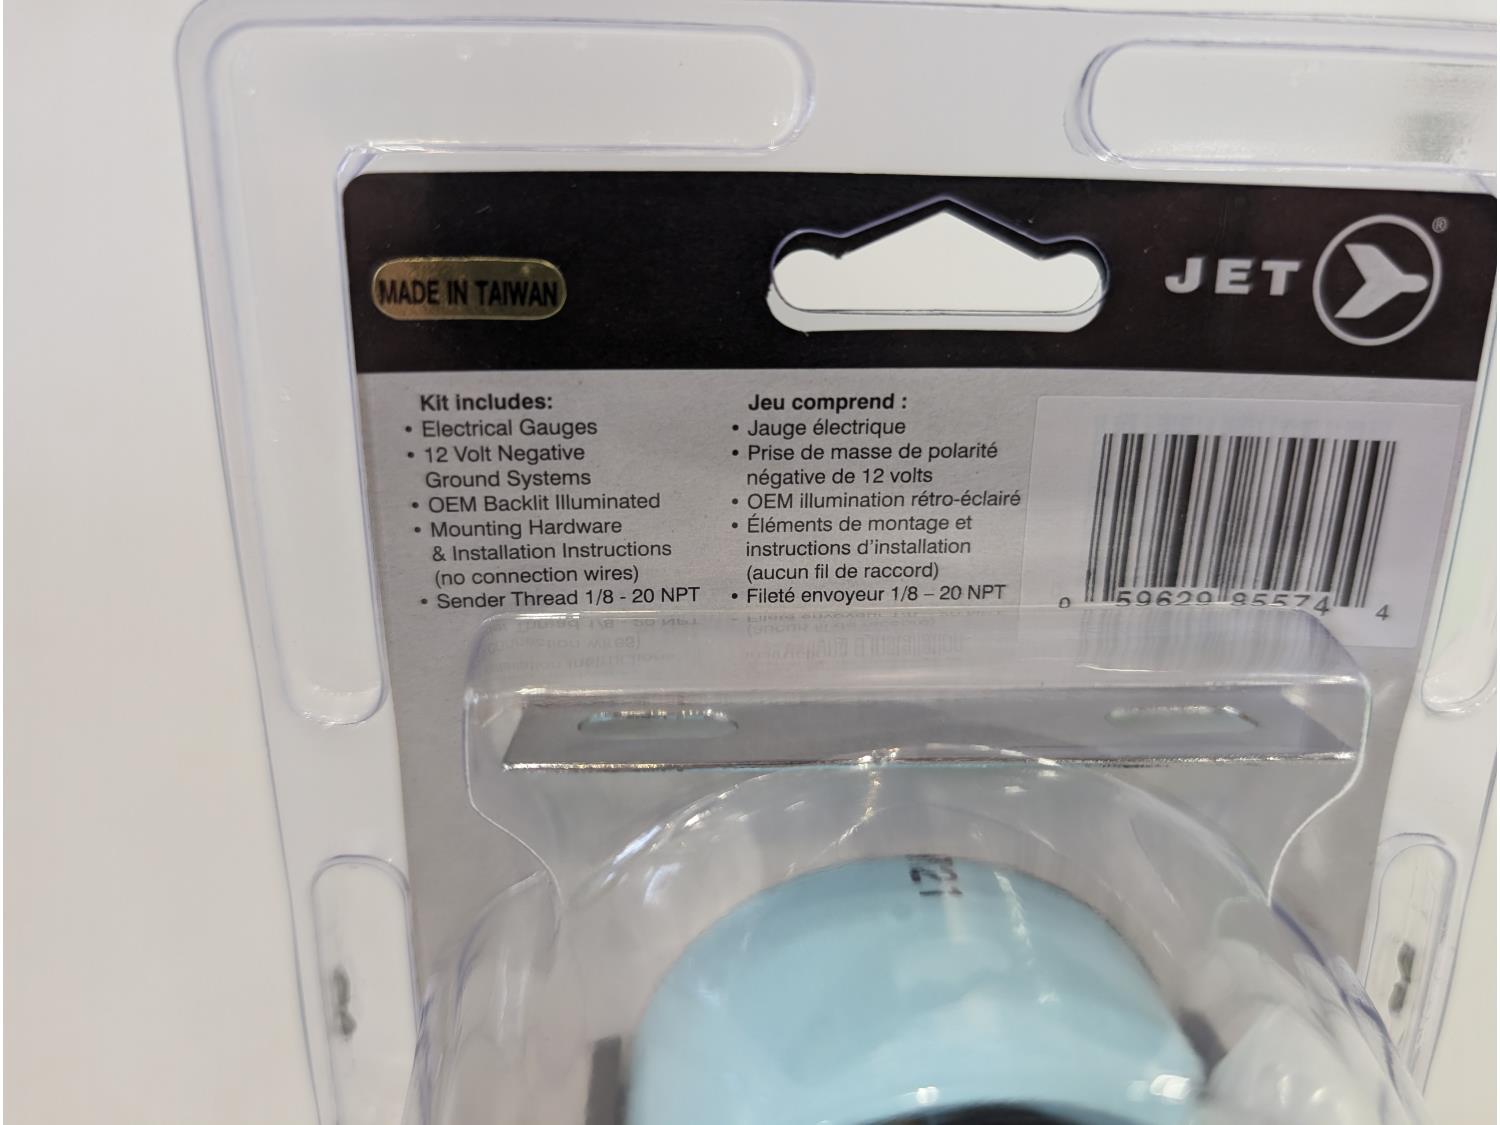 MADE IN TAIWAN
JET ®
Kit includes:
• Electrical Gauges
• 12 Volt Negative
Ground Systems
• OEM Backlit Illuminated
• Mounting Hardware
& Installation Instructions
(no connection wires)
• Sender Thread 1/8 - 20 NPT
Jeu comprend :
• Jauge électrique
• Prise de masse de polarité
négative de 12 volts
• OEM illumination rétro-éclairé
• Éléments de montage et
instructions d'installation
(aucun fil de raccord)
• Fileté envoyeur 1/8 – 20 NPT
0 59629 85574 4